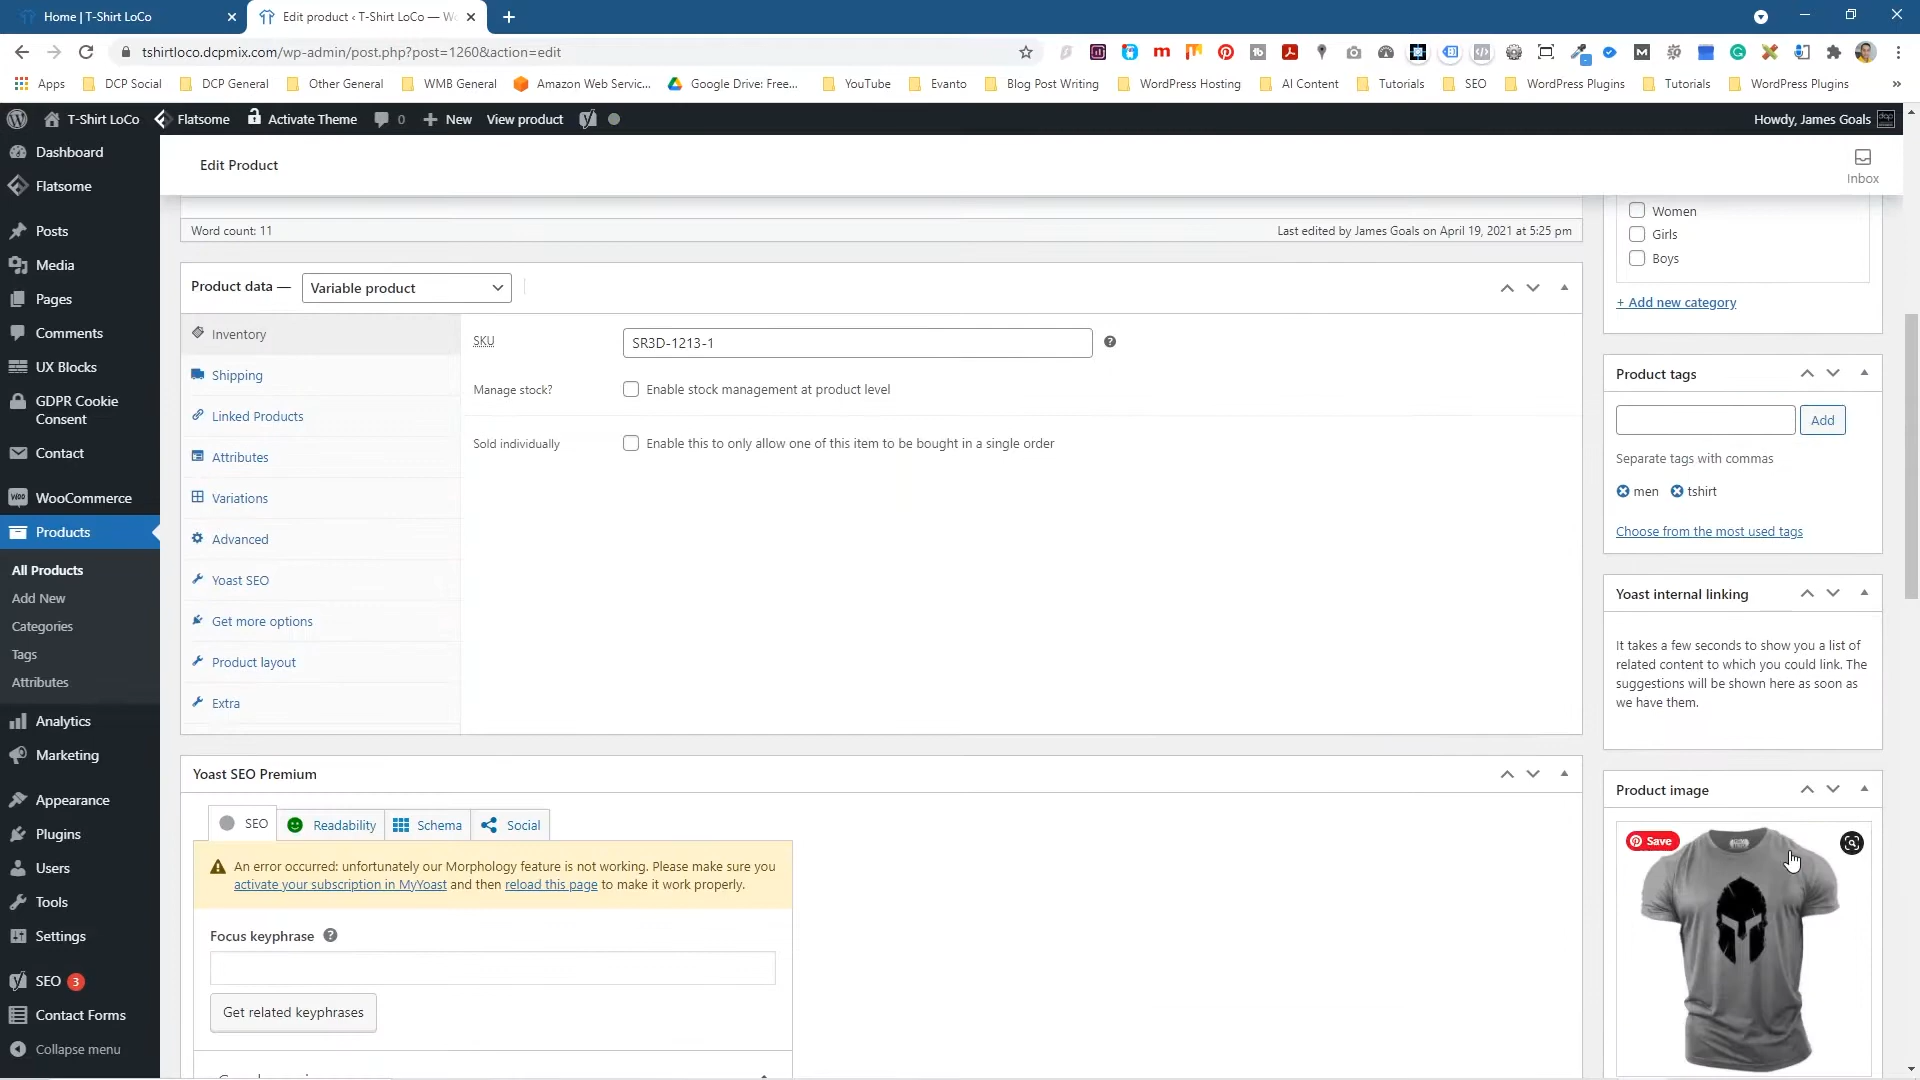 Home | T-Shirt LoCo
Edit product ‹ T-Shirt LoCo — Wo
tshirtloco.dcpmix.com/wp-admin/post.php?post=1260&action=edit
Apps
DCP Social
DCP General
Other General
WMB General
Amazon Web Servic...
Google Drive: Free...
YouTube
Evanto
Blog Post Writing
WordPress Hosting
AI Content
Tutorials
SEO
WordPress Plugins
Tutorials
WordPress Plugins
»
T-Shirt LoCo
Flatsome
Activate Theme
0
New
View product
Howdy, James Goals
Dashboard
Flatsome
Posts
Media
Pages
Comments
UX Blocks
GDPR Cookie
Consent
Contact
WooCommerce
Products
All Products
Add New
Categories
Tags
Attributes
Analytics
Marketing
Appearance
Plugins
Users
Tools
Settings
SEO 3
Contact Forms
Collapse menu
Edit Product
Inbox
Word count: 11
Last edited by James Goals on April 19, 2021 at 5:25 pm
Product data —
Variable product
Inventory
Shipping
Linked Products
Attributes
Variations
Advanced
Yoast SEO
Get more options
Product layout
Extra
SKU
SR3D-1213-1
Manage stock?
Enable stock management at product level
Sold individually
Enable this to only allow one of this item to be bought in a single order
Yoast SEO Premium
SEO
Readability
Schema
Social
An error occurred: unfortunately our Morphology feature is not working. Please make sure you
activate your subscription in MyYoast and then reload this page to make it work properly.
Focus keyphrase
Get related keyphrases
Women
Girls
Boys
+ Add new category
Product tags
Add
Separate tags with commas
men
tshirt
Choose from the most used tags
Yoast internal linking
It takes a few seconds to show you a list of
related content to which you could link. The
suggestions will be shown here as soon as
we have them.
Product image
Save